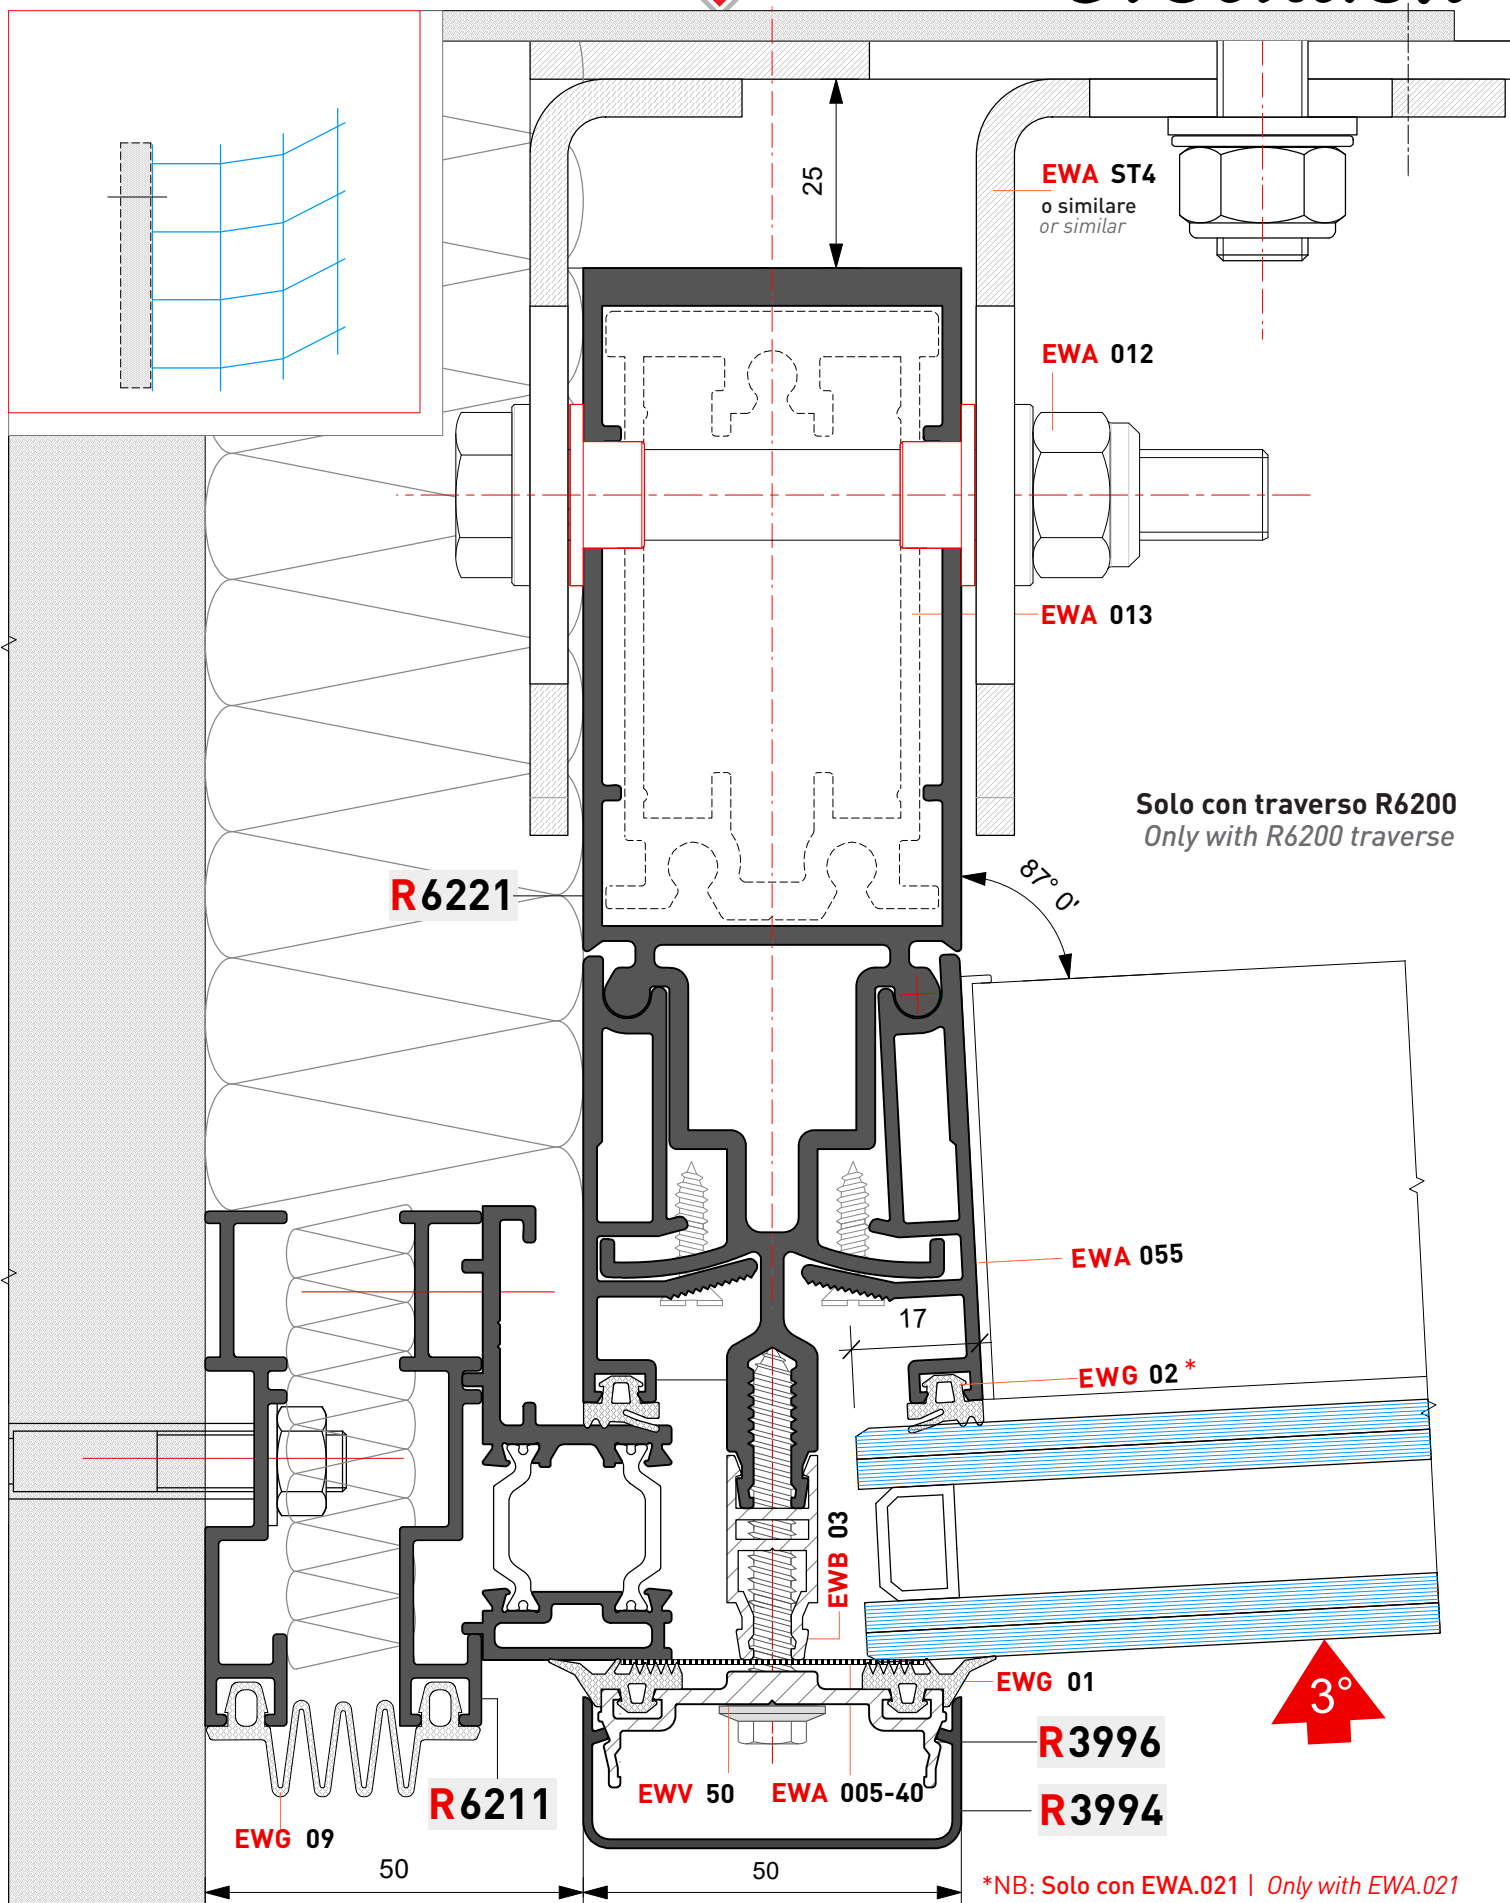 25
EWA ST4
o similare
or similar
EWA 012
EWA 013
Solo con traverso R6200
Only with R6200 traverse
R6221
87° 0'
EWA 055
17
EWG 02*
EWB 03
EWG 01
3°
R3996
EWV 50
EWA 005-40
R3994
R6211
EWG 09
50
50
*NB: Solo con EWA.021 | Only with EWA.021